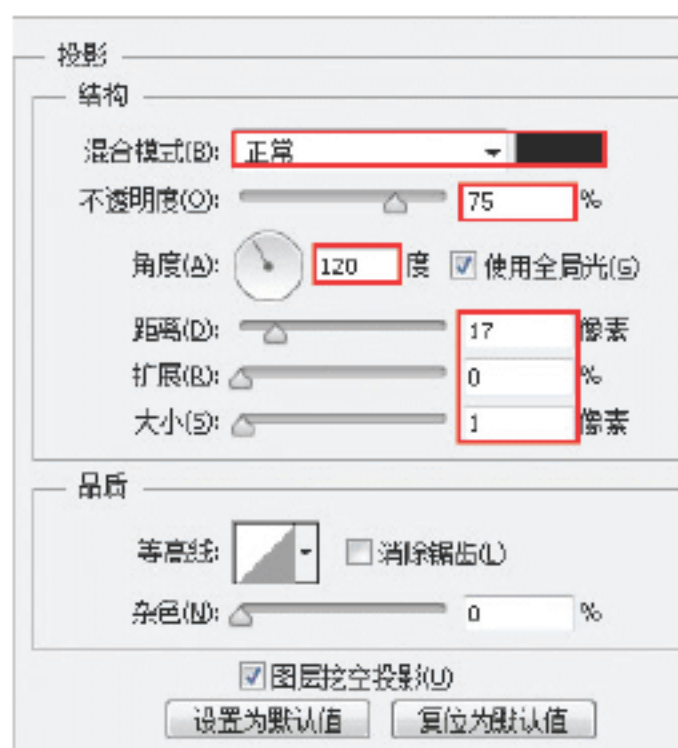 投影
结构
混合模式(B): 正常
不透明度(O): 75 %
角度(A): 120 度 使用全局光(G)
距离(D): 17 像素
扩展(R): 0 %
大小(S): 1 像素
品质
等高线: 消除锯齿(L)
杂色(N): 0 %
图层挖空投影(U)
设置为默认值 复位为默认值